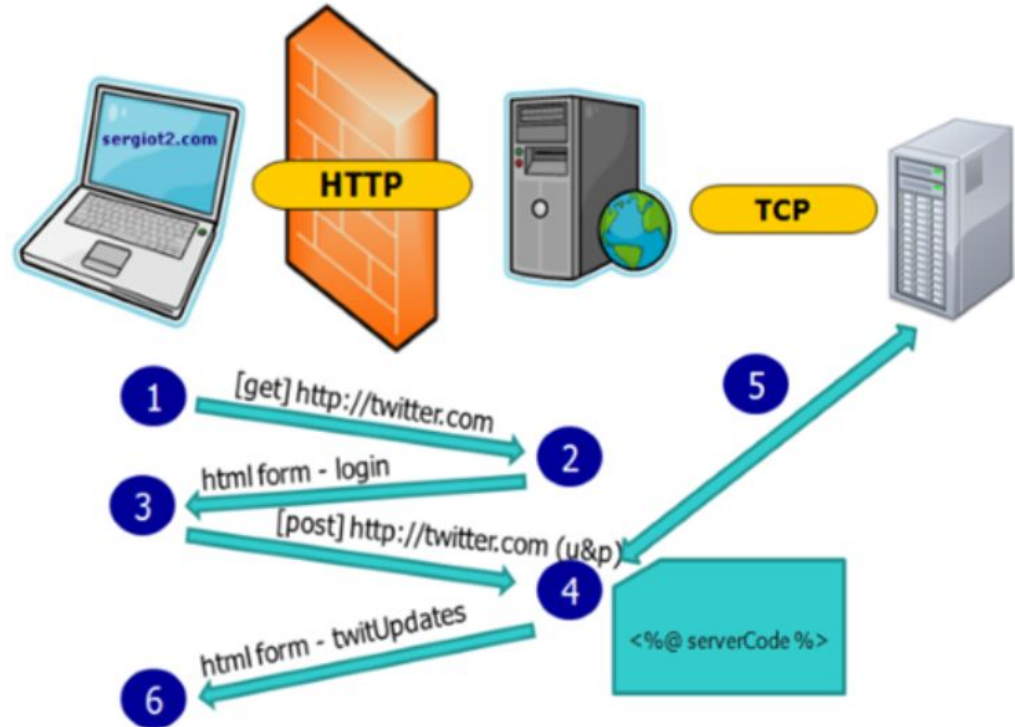 sergiot2.com
HTTP
TCP
5
1
[get] http://twitter.com
2
html form - login
3
[post] http://twitter.com (u&p)
4
<%@ serverCode %>
html form - twitUpdates
6